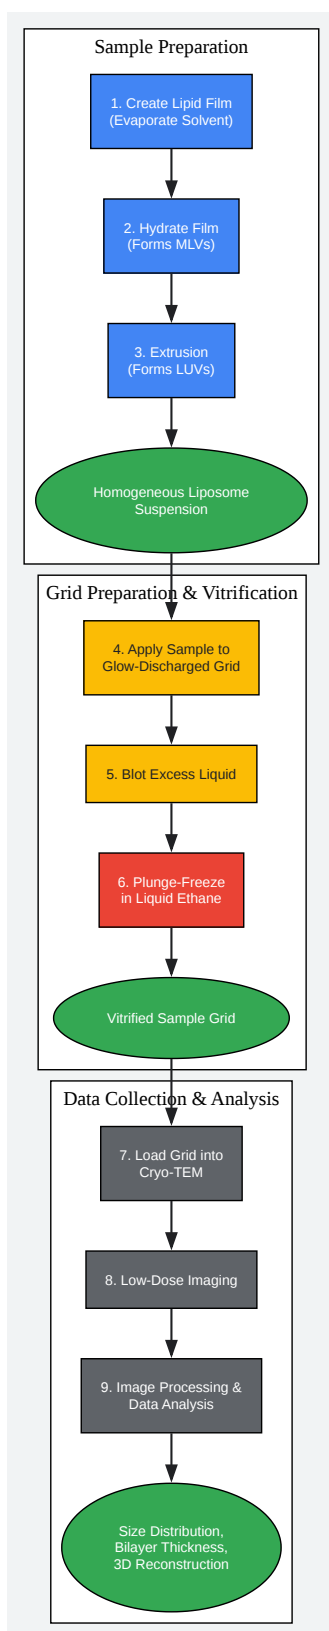 Sample Preparation
1. Create Lipid Film
(Evaporate Solvent)
2. Hydrate Film
(Forms MLVs)
3. Extrusion
(Forms LUVs)
Homogeneous Liposome
Suspension
Grid Preparation & Vitrification
4. Apply Sample to
Glow-Discharged Grid
5. Blot Excess Liquid
6. Plunge-Freeze
in Liquid Ethane
Vitrified Sample Grid
Data Collection & Analysis
7. Load Grid into
Cryo-TEM
8. Low-Dose Imaging
9. Image Processing &
Data Analysis
Size Distribution,
Bilayer Thickness,
3D Reconstruction